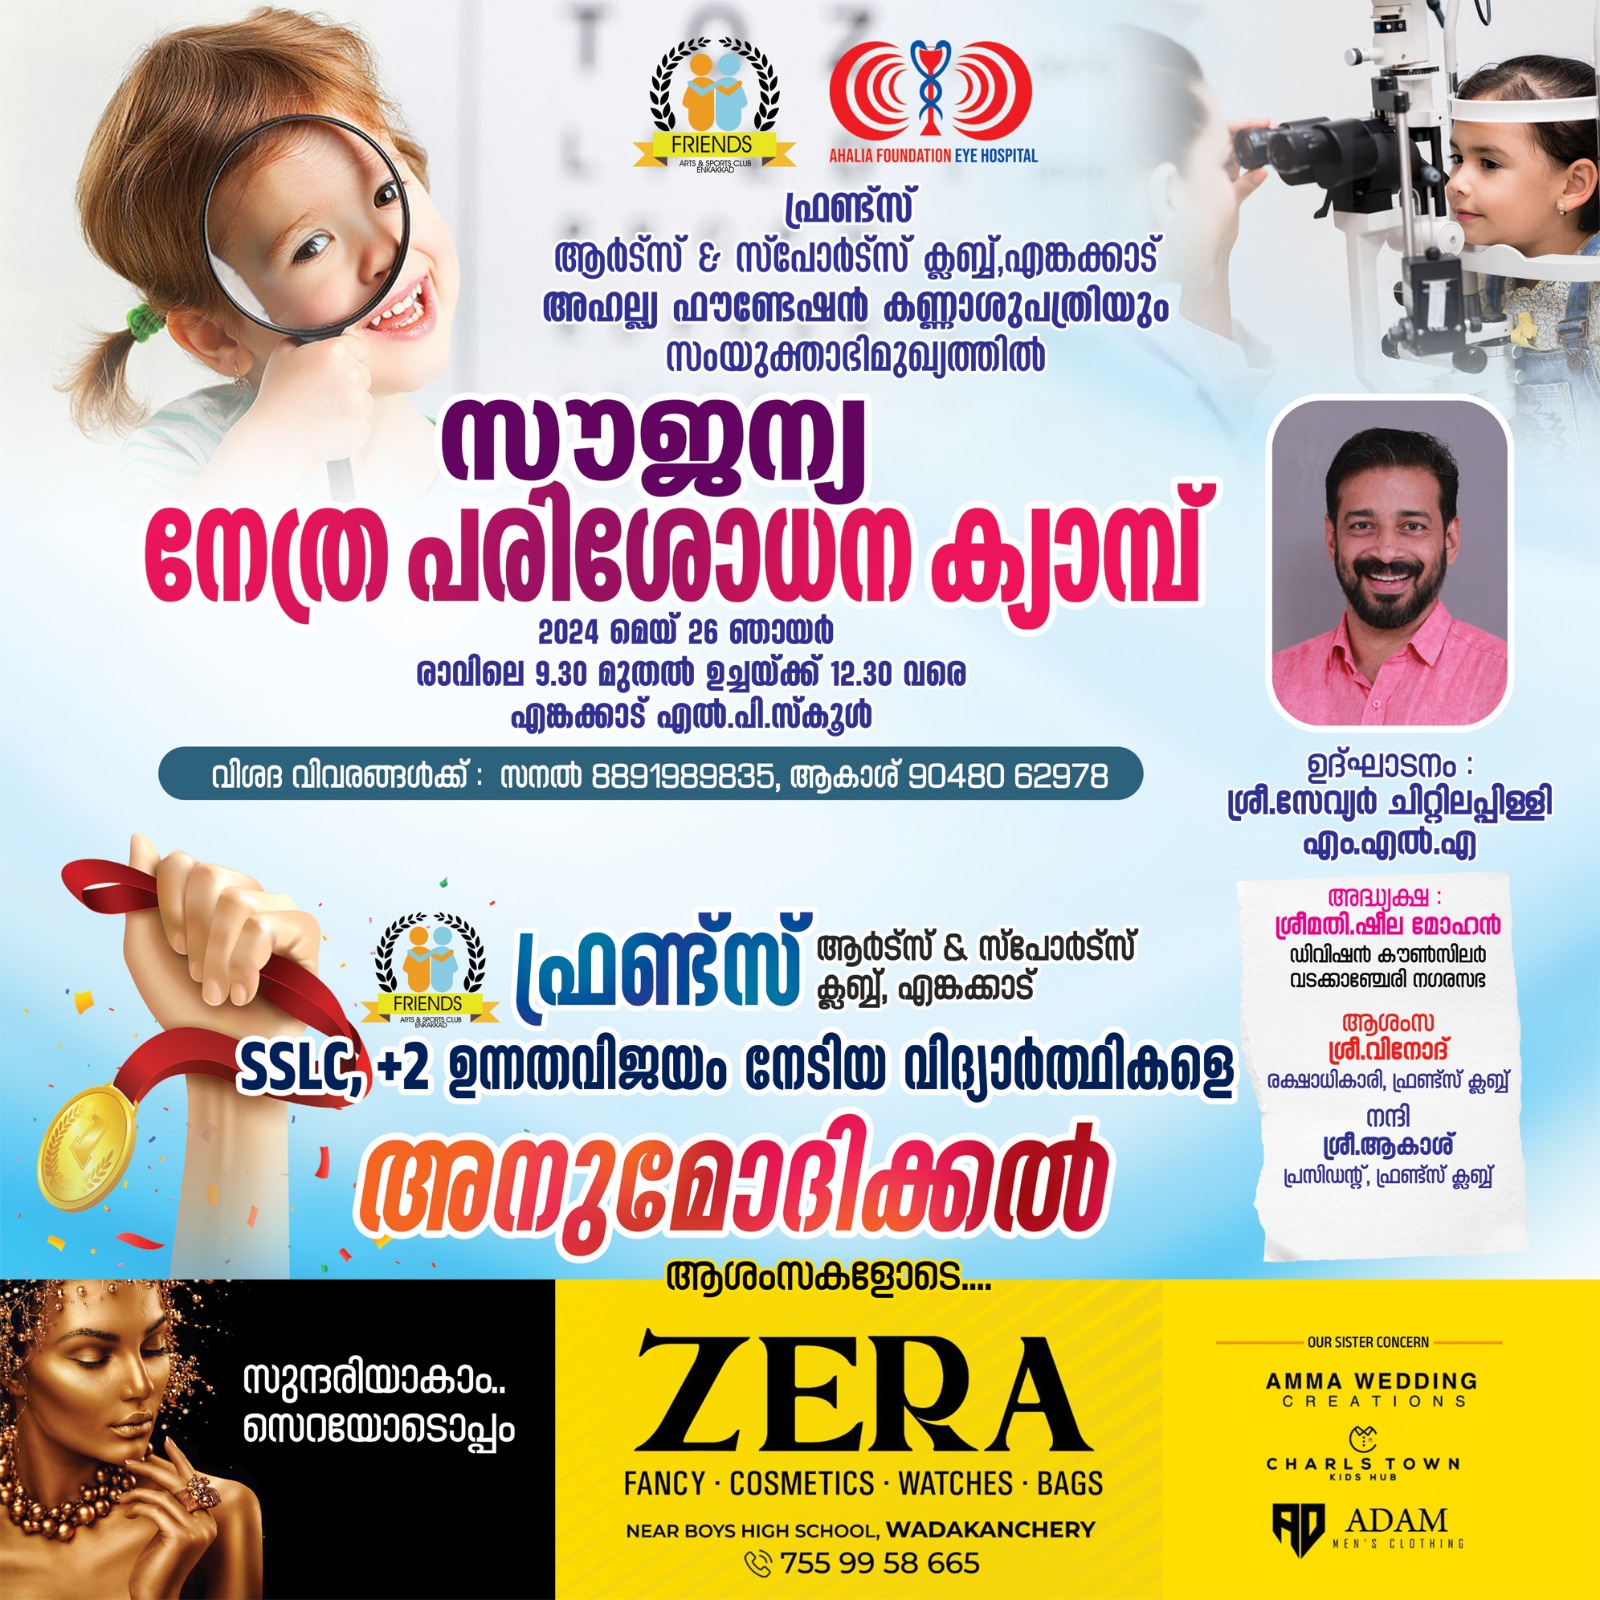 FRIENDS
ARTS & SPORTS CLUB
ENKAKKAD
AHALIA FOUNDATION EYE HOSPITAL
ഫ്രണ്ട്സ്
ആർട്സ് & സ്പോർട്സ് ക്ലബ്ബ്,എങ്കക്കാട്
അഹല്ല്യ ഫൗണ്ടേഷൻ കണ്ണാശുപത്രിയും
സംയുക്താഭിമുഖ്യത്തിൽ
സൗജന്യ
നേത്ര പരിശോധന ക്യാമ്പ്
2024 മെയ് 26 ഞായർ
രാവിലെ 9.30 മുതൽ ഉച്ചയ്ക്ക് 12.30 വരെ
എങ്കക്കാട് എൽ.പി.സ്കൂൾ
വിശദ വിവരങ്ങൾക്ക് : സനൽ 8891989835, ആകാശ് 90480 62978
ഉദ്ഘാടനം :
ശ്രീ.സേവ്യർ ചിറ്റിലപ്പിള്ളി
എം.എൽ.എ
അദ്ധ്യക്ഷ :
ശ്രീമതി.ഷീല മോഹൻ
ഡിവിഷൻ കൗൺസിലർ
വടക്കാഞ്ചേരി നഗരസഭ
ആശംസ
ശ്രീ.വിനോദ്
രക്ഷാധികാരി, ഫ്രണ്ട്സ് ക്ലബ്ബ്
നന്ദി
ശ്രീ.ആകാശ്
പ്രസിഡന്റ്, ഫ്രണ്ട്സ് ക്ലബ്ബ്
FRIENDS
ARTS & SPORTS CLUB
ENKAKKAD
ഫ്രണ്ട്സ് ആർട്സ് & സ്പോർട്സ്
ക്ലബ്ബ്, എങ്കക്കാട്
SSLC, +2 ഉന്നതവിജയം നേടിയ വിദ്യാർത്ഥികളെ
അനുമോദിക്കൽ
ആശംസകളോടെ....
സുന്ദരിയാകാം..
സെറയോടൊപ്പം
ZERA
FANCY · COSMETICS · WATCHES · BAGS
NEAR BOYS HIGH SCHOOL, WADAKANCHERY
755 99 58 665
OUR SISTER CONCERN
AMMA WEDDING
CREATIONS
CHARLS TOWN
KIDS HUB
ADAM
MEN'S CLOTHING